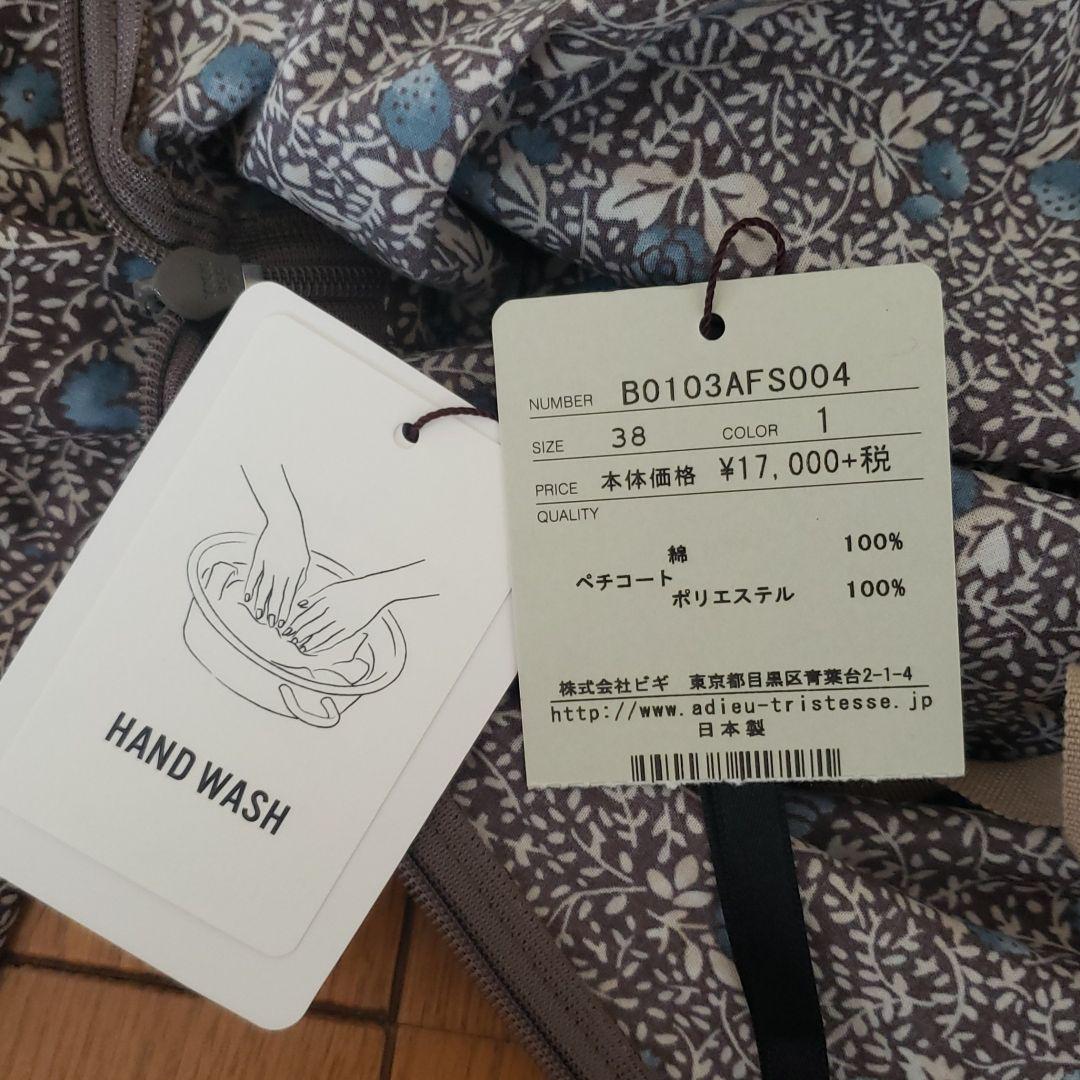 NUMBER B0103AFS004
SIZE 38 COLOR 1
PRICE 本体価格 ¥17,000+税
QUALITY
綿 100%
ペチコート
ポリエステル 100%
株式会社ビギ 東京都目黒区青葉台2-1-4
http://www.adieu-tristesse.jp
日本製
HAND WASH